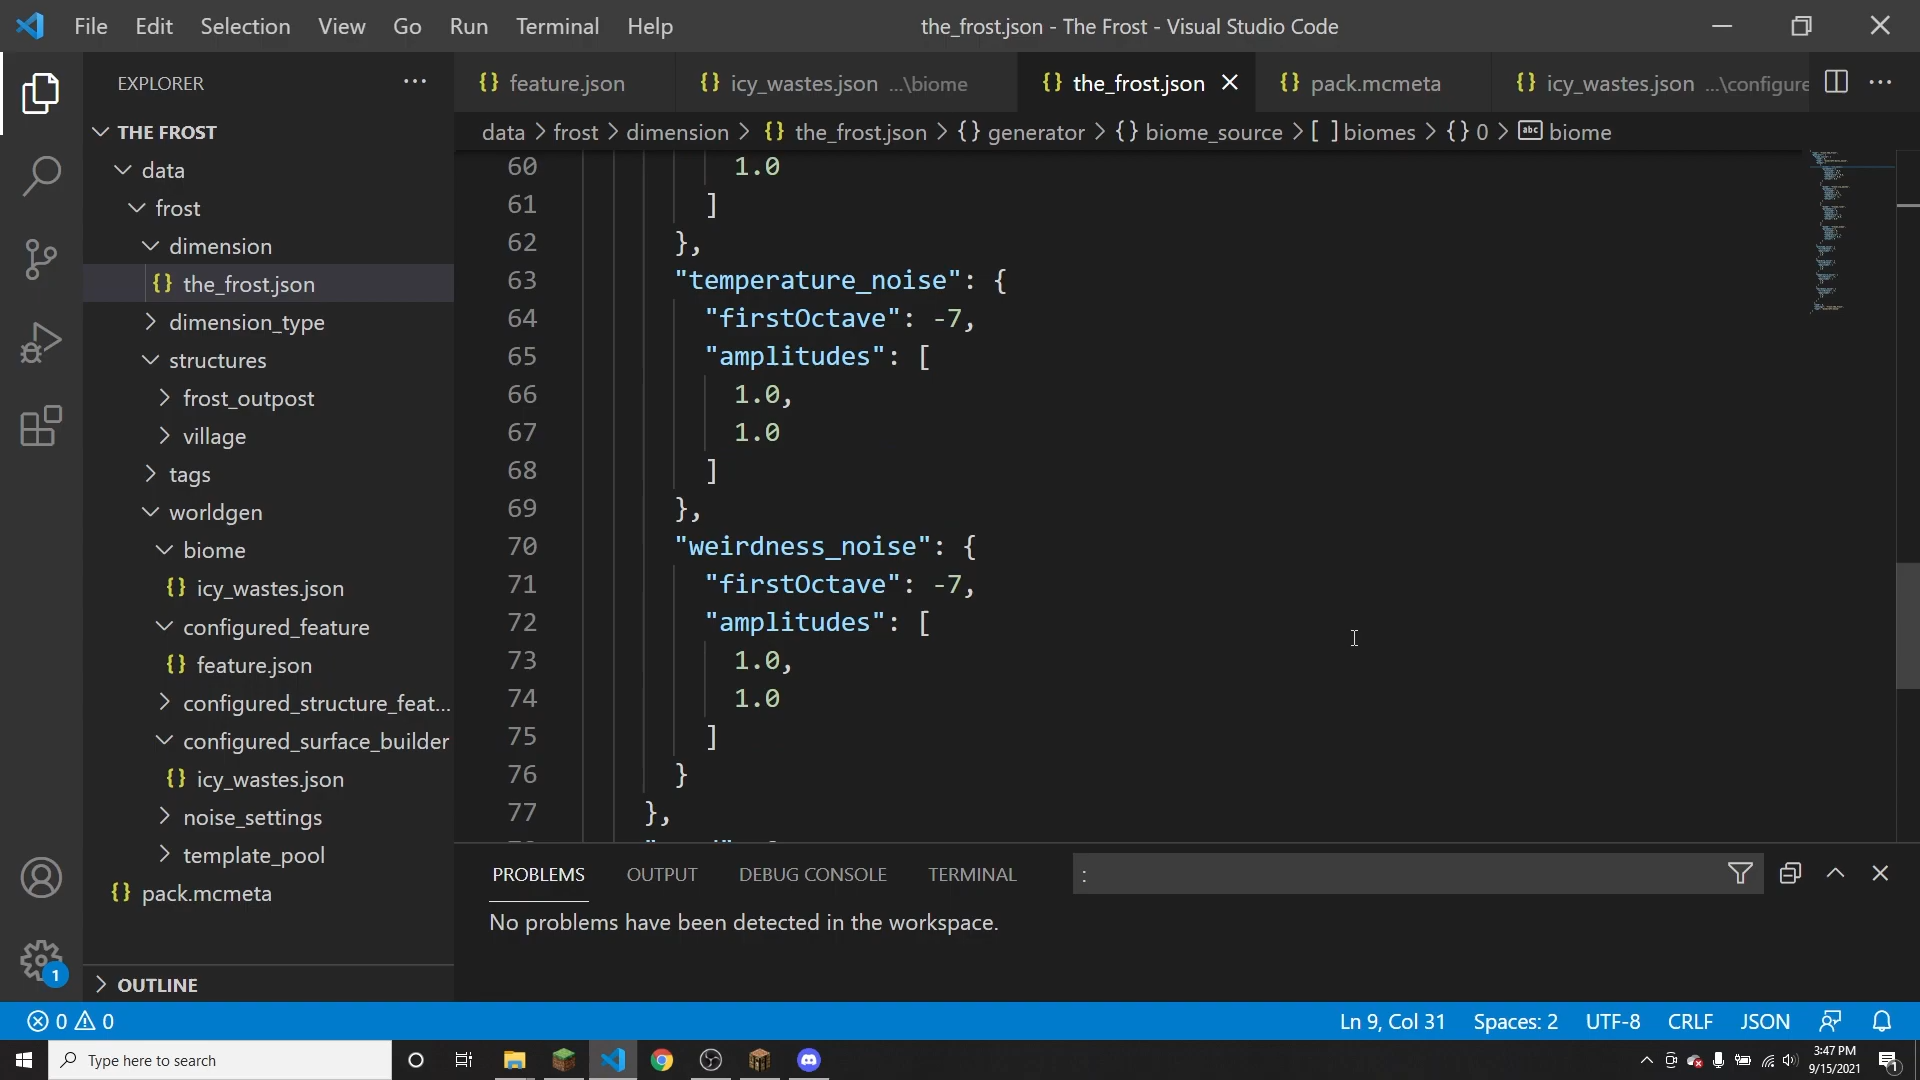 File Edit Selection View Go Run Terminal Help the_frost.json - The Frost - Visual Studio Code
EXPLORER
feature.json icy_wastes.json ...\biome the_frost.json pack.mcmeta icy_wastes.json ...\configure
data > frost > dimension > {} the_frost.json > {} generator > {} biome_source > [ ] biomes > {} 0 > abc biome
THE FROST
data
frost
dimension
the_frost.json
dimension_type
structures
frost_outpost
village
tags
worldgen
biome
icy_wastes.json
configured_feature
feature.json
configured_structure_feat...
configured_surface_builder
icy_wastes.json
noise_settings
template_pool
pack.mcmeta
OUTLINE
60 1.0
61 ]
62 },
63 "temperature_noise": {
64 "firstOctave": -7,
65 "amplitudes": [
66 1.0,
67 1.0
68 ]
69 },
70 "weirdness_noise": {
71 "firstOctave": -7,
72 "amplitudes": [
73 1.0,
74 1.0
75 ]
76 }
77 },
PROBLEMS OUTPUT DEBUG CONSOLE TERMINAL :
No problems have been detected in the workspace.
1
0 0 Ln 9, Col 31 Spaces: 2 UTF-8 CRLF JSON
Type here to search
3:47 PM
9/15/2021
1